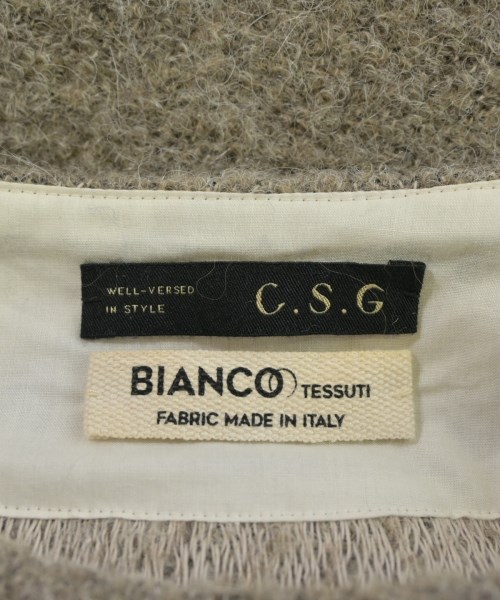 WELL-VERSED
IN STYLE
C.S.G
BIANCO TESSUTI
FABRIC MADE IN ITALY